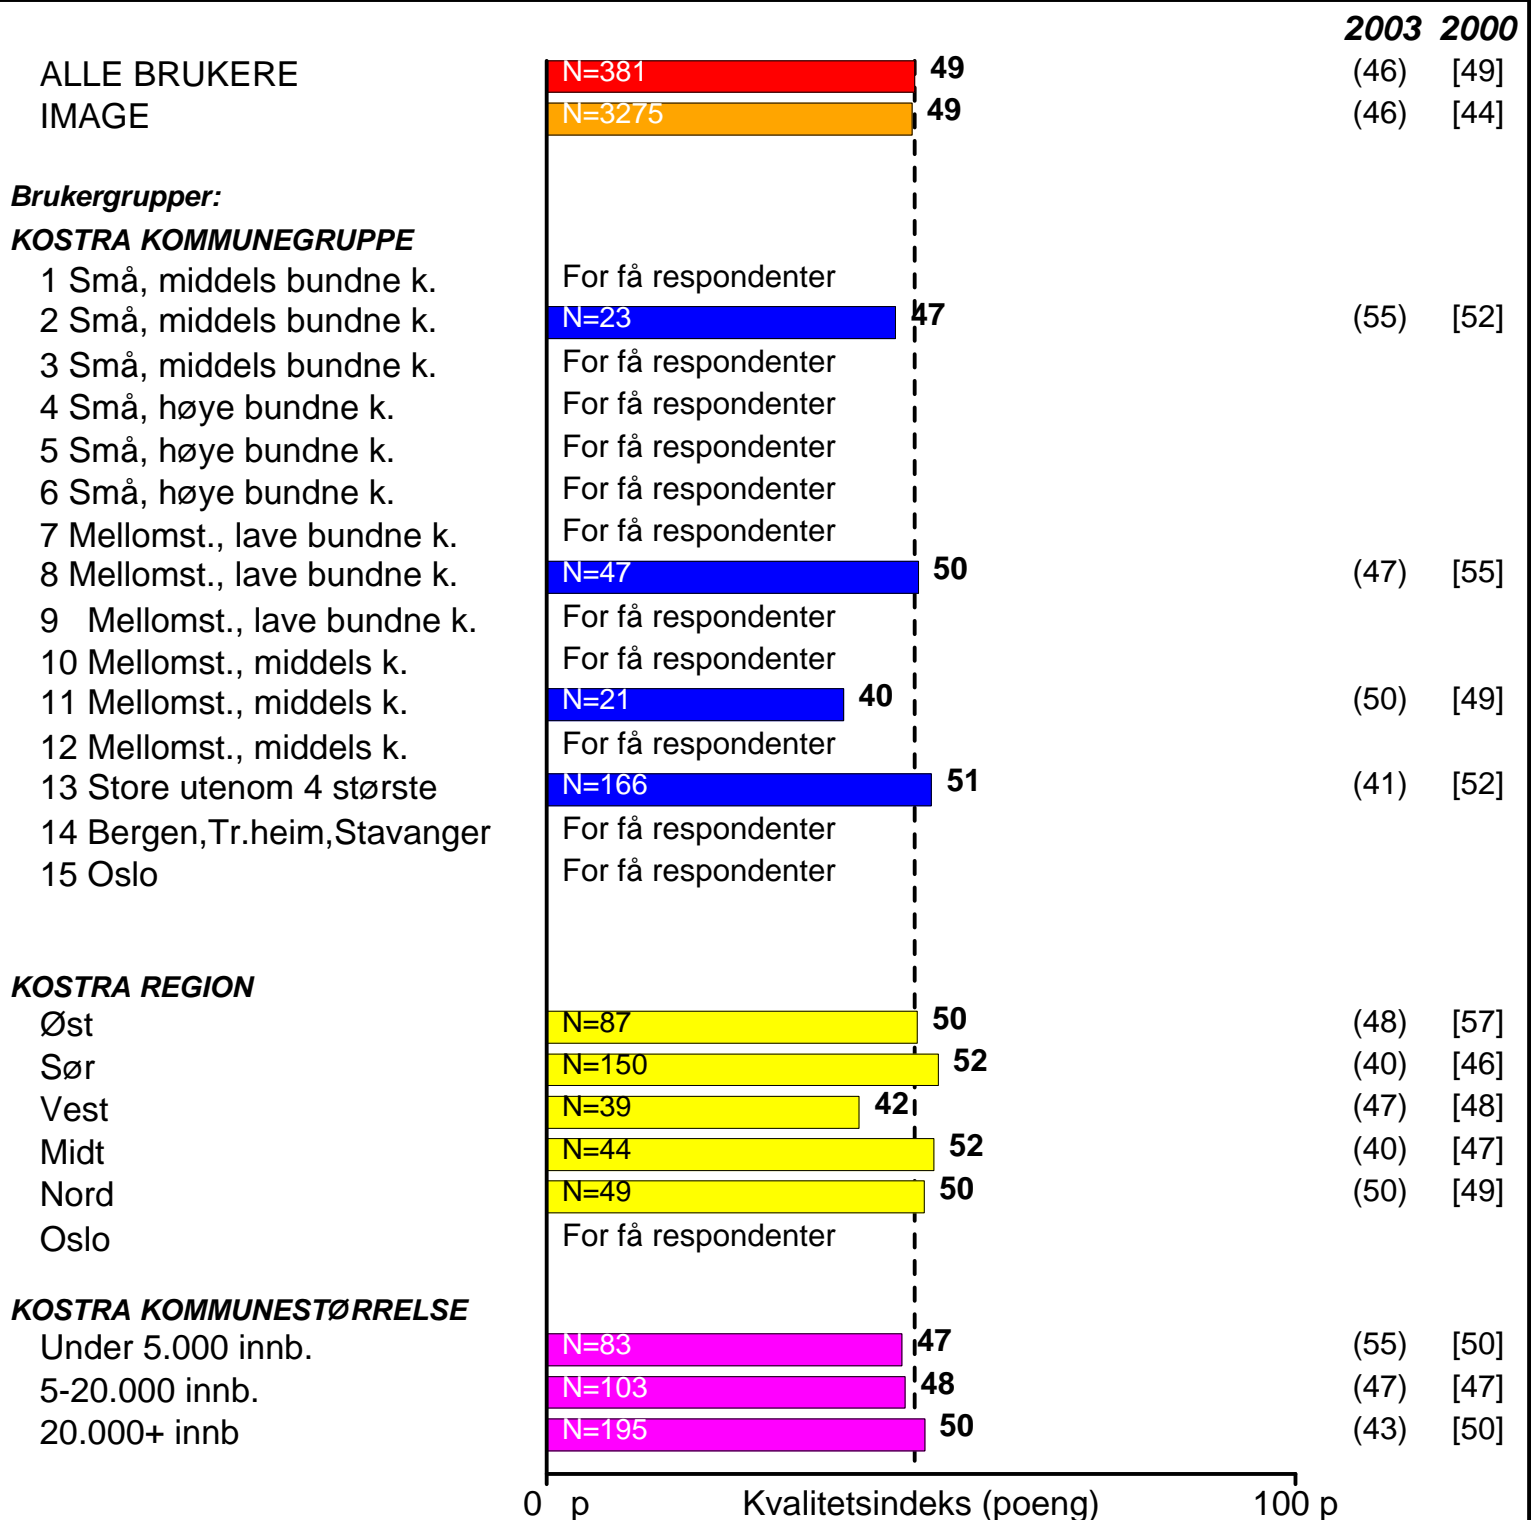 2003 2000
ALLE BRUKERE N=381 49 (46) [49]
IMAGE N=3275 49 (46) [44]
Brukergrupper:
KOSTRA KOMMUNEGRUPPE
1 Små, middels bundne k. For få respondenter
2 Små, middels bundne k. N=23 47 (55) [52]
3 Små, middels bundne k. For få respondenter
4 Små, høye bundne k. For få respondenter
5 Små, høye bundne k. For få respondenter
6 Små, høye bundne k. For få respondenter
7 Mellomst., lave bundne k. For få respondenter
8 Mellomst., lave bundne k. N=47 50 (47) [55]
9 Mellomst., lave bundne k. For få respondenter
10 Mellomst., middels k. For få respondenter
11 Mellomst., middels k. N=21 40 (50) [49]
12 Mellomst., middels k. For få respondenter
13 Store utenom 4 største N=166 51 (41) [52]
14 Bergen,Tr.heim,Stavanger For få respondenter
15 Oslo For få respondenter
KOSTRA REGION
Øst N=87 50 (48) [57]
Sør N=150 52 (40) [46]
Vest N=39 42 (47) [48]
Midt N=44 52 (40) [47]
Nord N=49 50 (50) [49]
Oslo For få respondenter
KOSTRA KOMMUNESTØRRELSE
Under 5.000 innb. N=83 47 (55) [50]
5-20.000 innb. N=103 48 (47) [47]
20.000+ innb N=195 50 (43) [50]
0 p Kvalitetsindeks (poeng) 100 p